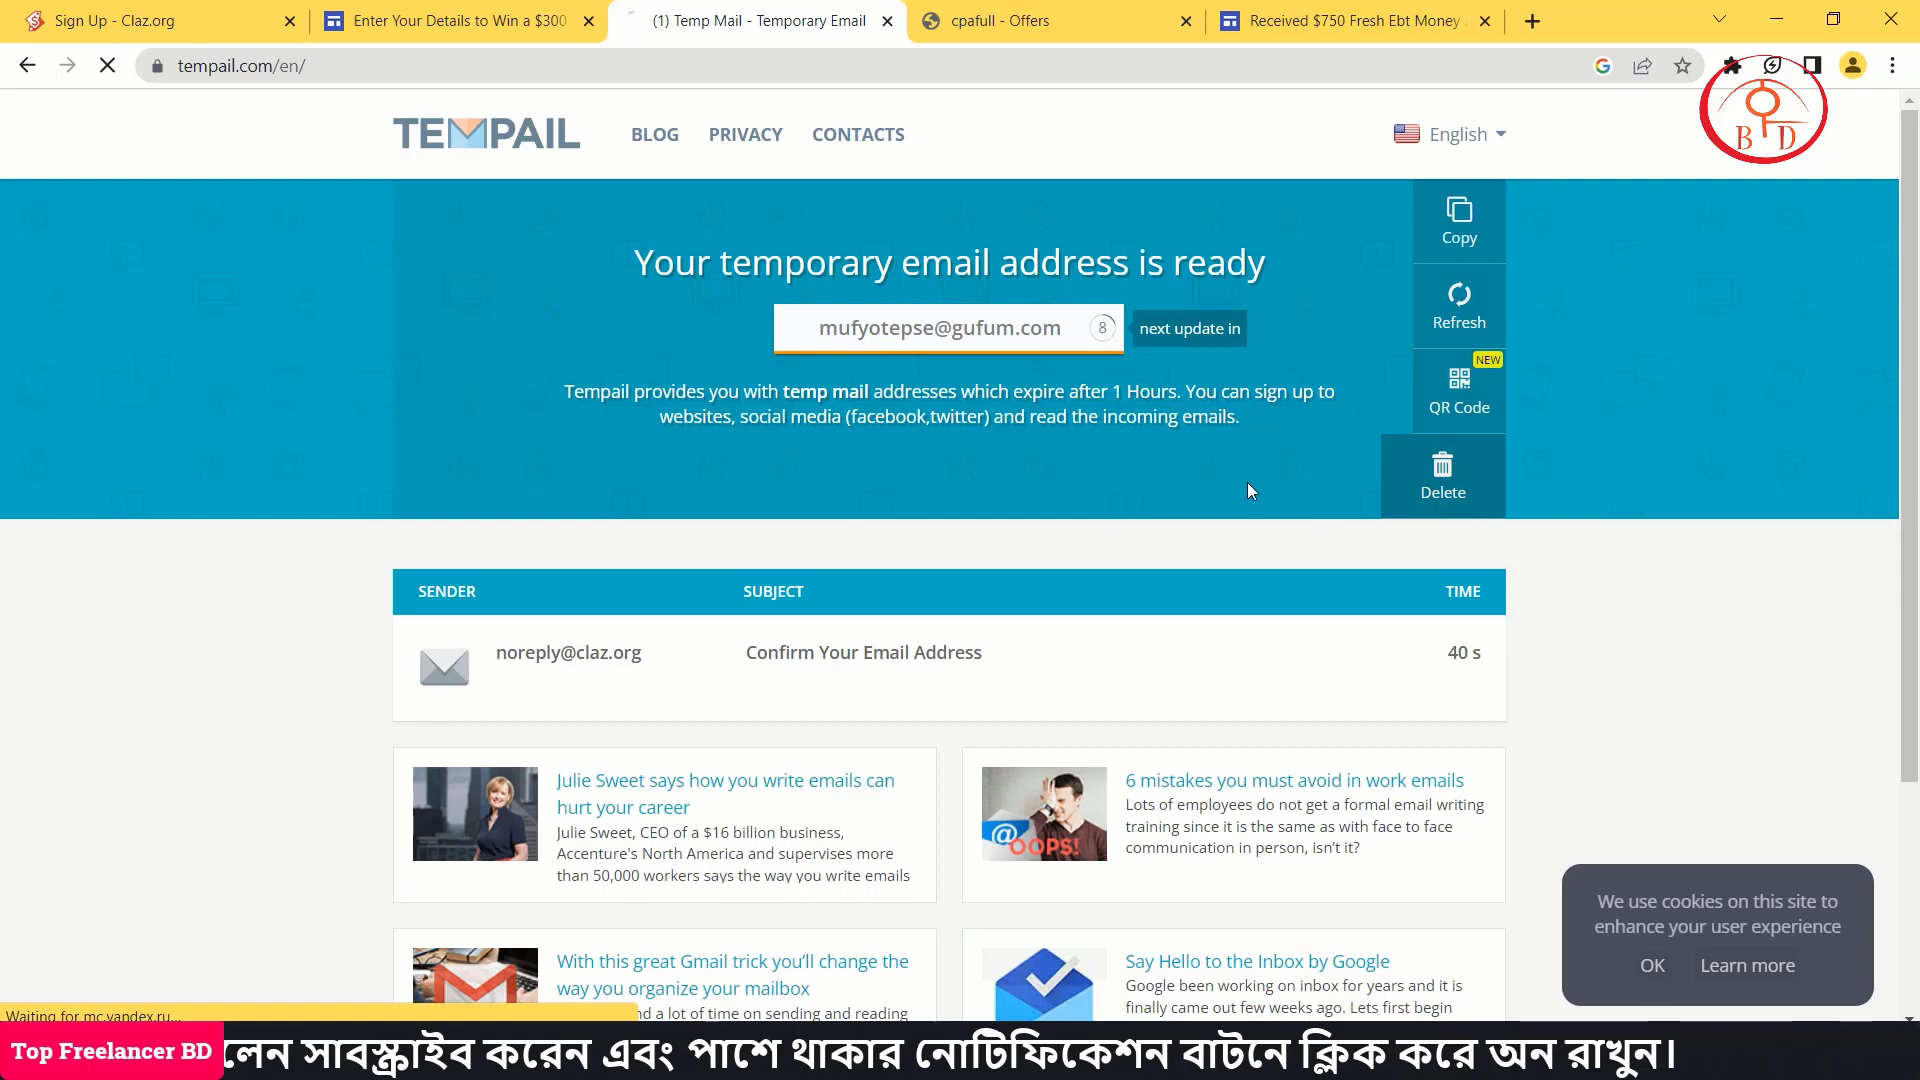 Sign Up - Claz.org
Enter Your Details to Win a $300
(1) Temp Mail - Temporary Email
cpafull - Offers
Received $750 Fresh Ebt Money
tempail.com/en/
TEMPAIL
BLOG
PRIVACY
CONTACTS
English
B D
Copy
Your temporary email address is ready
Refresh
mufyotepse@gufum.com
8
next update in
NEW
QR Code
Tempail provides you with temp mail addresses which expire after 1 Hours. You can sign up to
websites, social media (facebook,twitter) and read the incoming emails.
Delete
SENDER
SUBJECT
TIME
noreply@claz.org
Confirm Your Email Address
40 s
Julie Sweet says how you write emails can
hurt your career
Julie Sweet, CEO of a $16 billion business,
Accenture's North America and supervises more
than 50,000 workers says the way you write emails
@
OOPS!
6 mistakes you must avoid in work emails
Lots of employees do not get a formal email writing
training since it is the same as with face to face
communication in person, isn't it?
We use cookies on this site to
enhance your user experience
OK
Learn more
With this great Gmail trick you'll change the
way you organize your mailbox
nd a lot of time on sending and reading
Say Hello to the Inbox by Google
Google been working on inbox for years and it is
finally came out few weeks ago. Lets first begin
Waiting for mc.yandex.ru...
Top Freelancer BD
লেন সাবস্ক্রাইব করেন এবং পাশে থাকার নোটিফিকেশন বাটনে ক্লিক করে অন রাখুন।